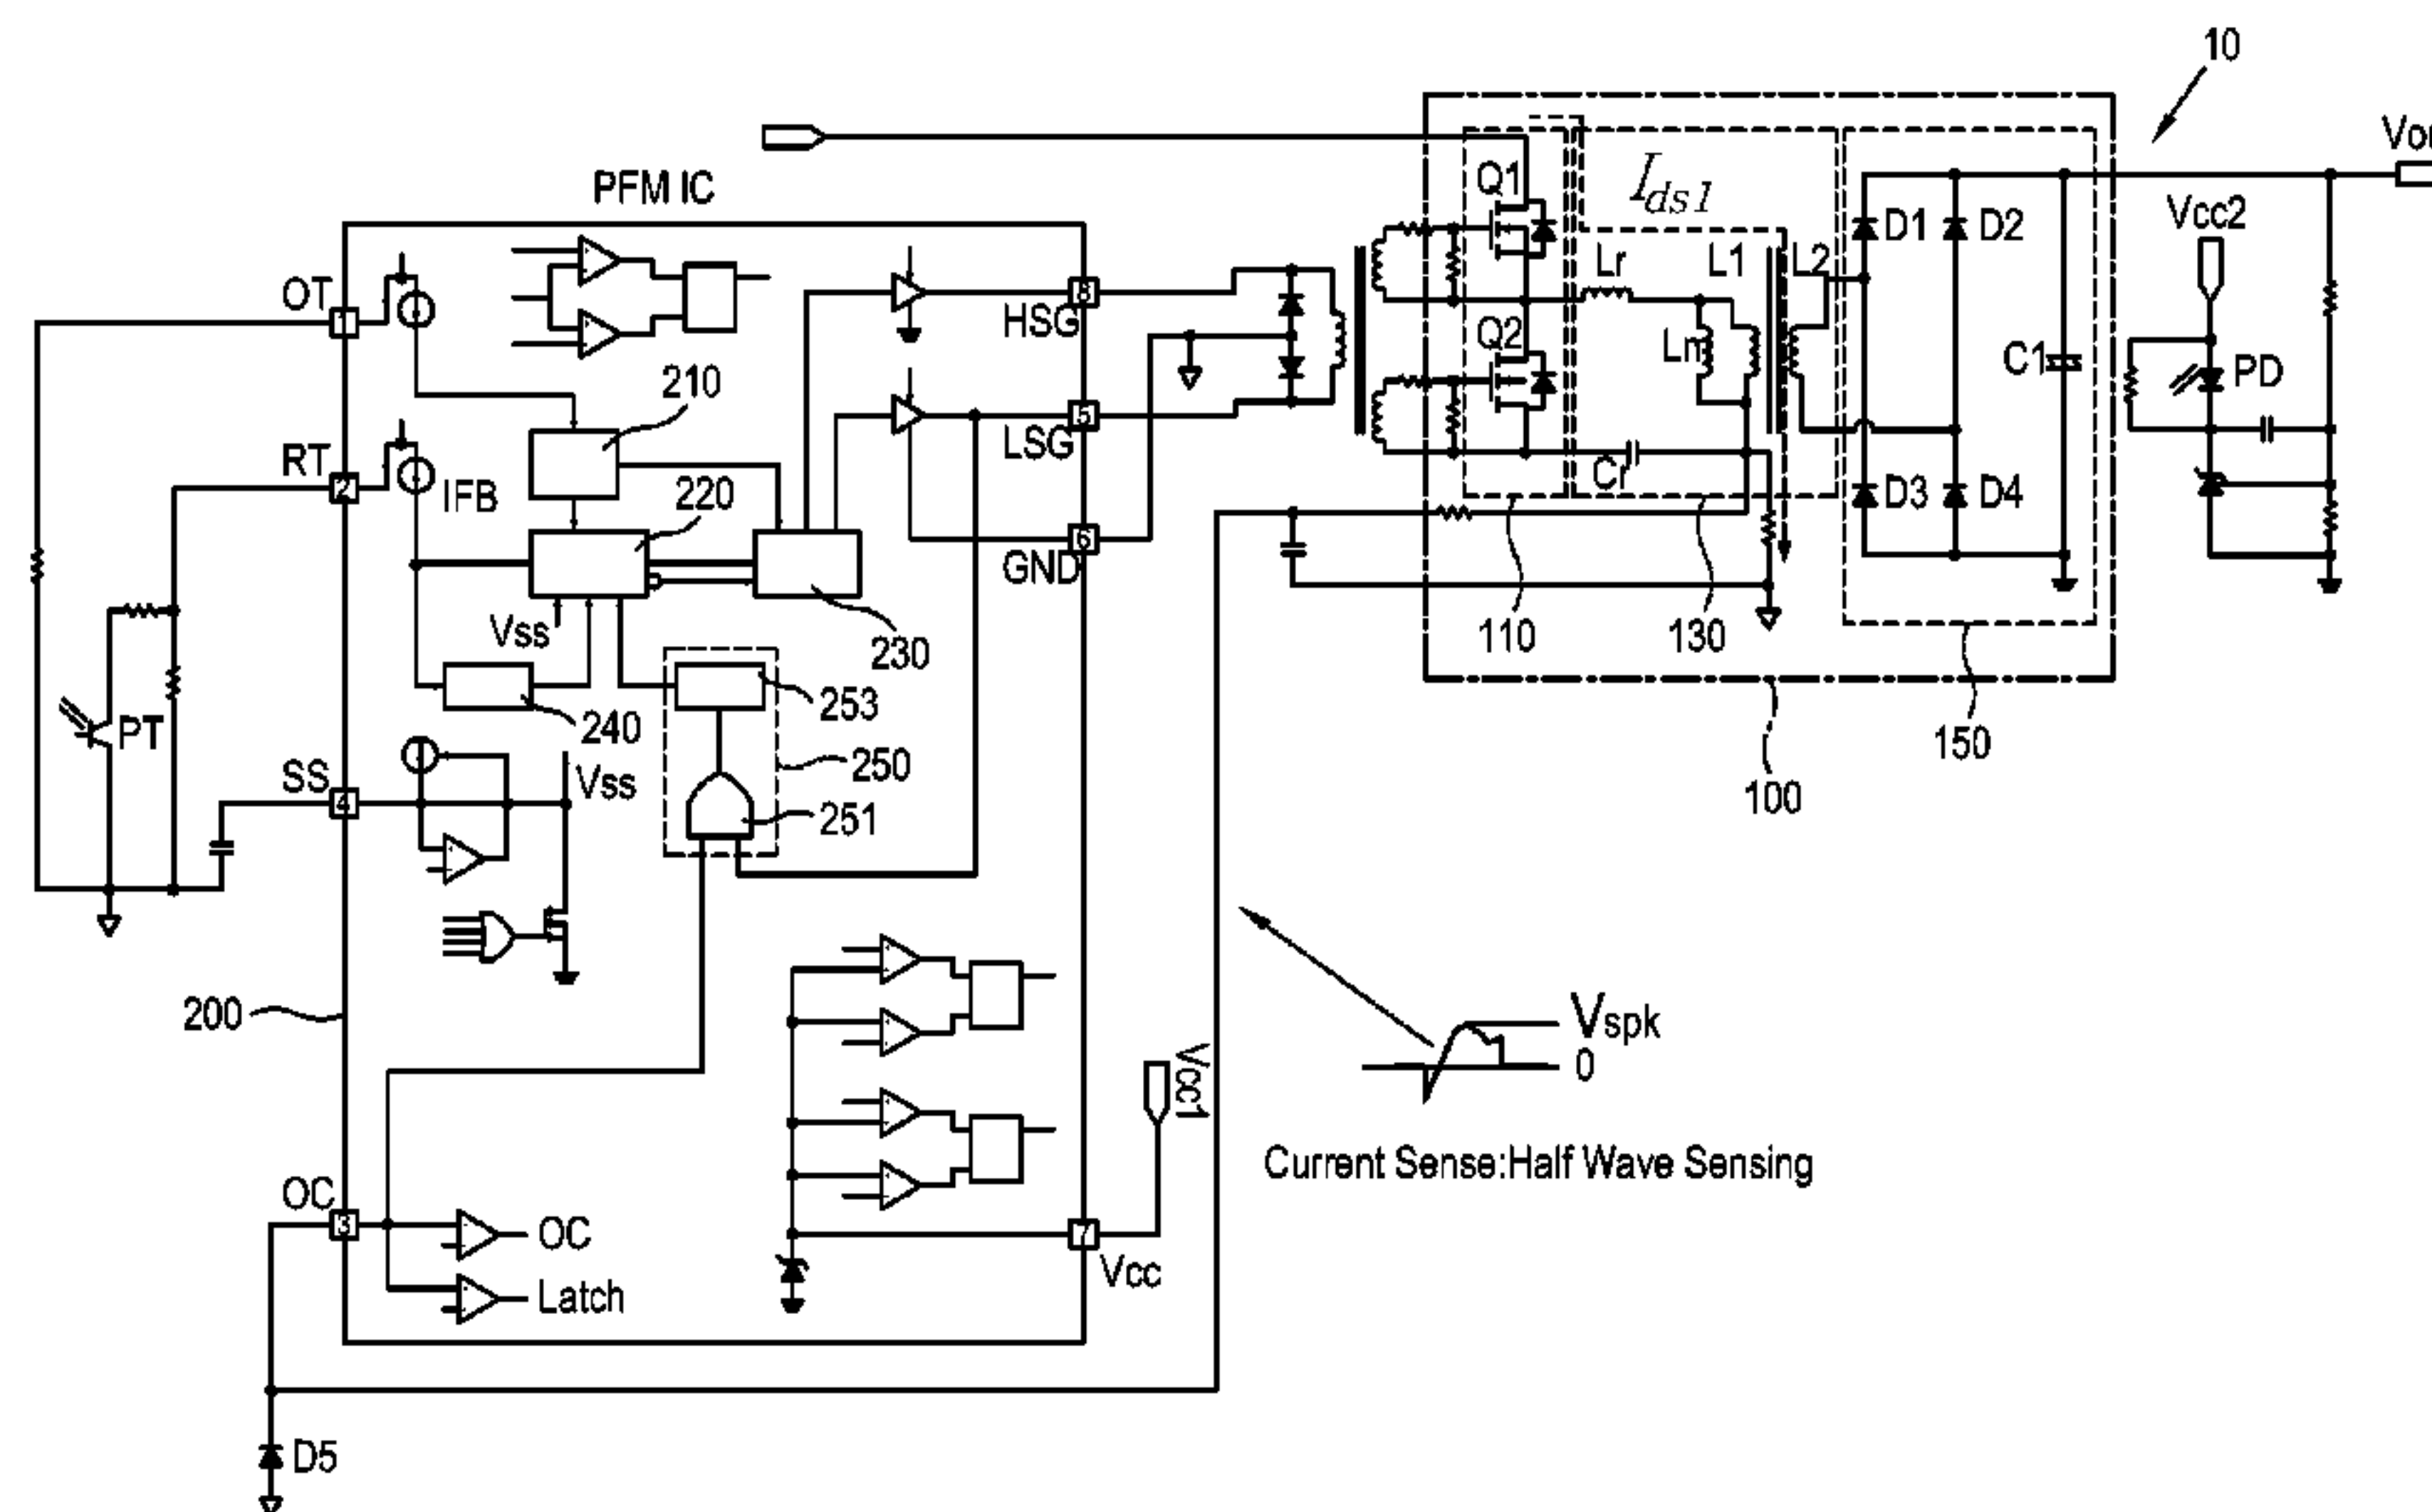 10
Vo
PFM IC
Q1
Ids1
D1
D2
Vcc2
OT
1
8
HSG
Lr
L1
L2
Q2
C1
PD
210
5
LSG
RT
2
IFB
220
Cr
D3
D4
6
GND
Vss
230
110
130
253
PT
240
150
SS
4
Vss
250
100
251
200
Vspk
0
Vcc1
Current Sense:Half Wave Sensing
OC
3
OC
7
Vcc
Latch
D5